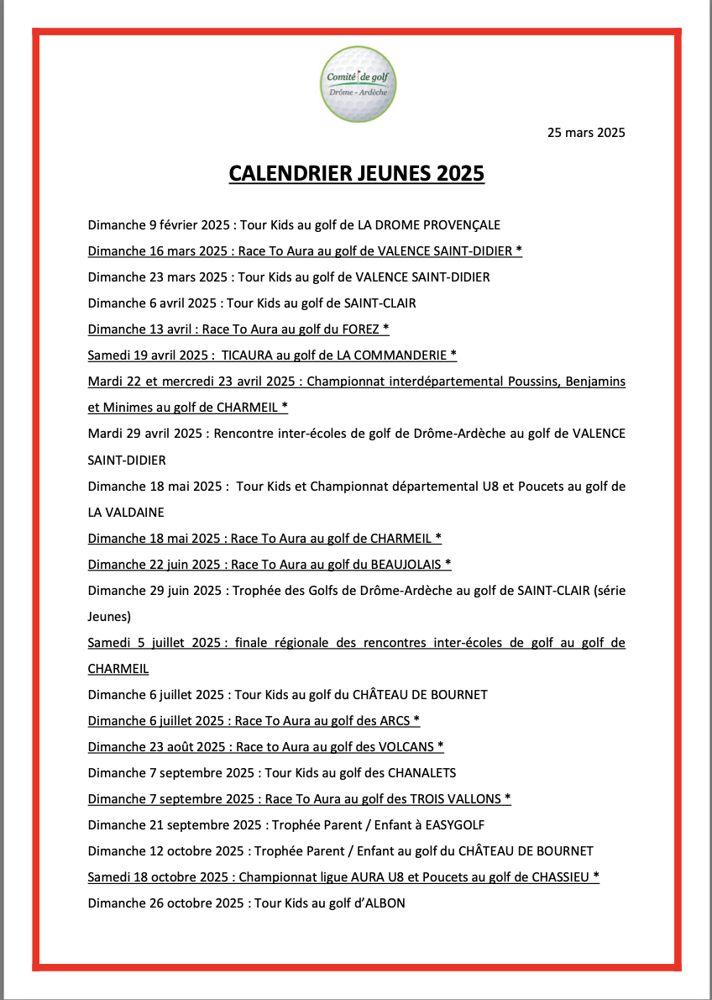 Comité de golf
Drôme - Ardèche
25 mars 2025
CALENDRIER JEUNES 2025
Dimanche 9 février 2025 : Tour Kids au golf de LA DROME PROVENÇALE
Dimanche 16 mars 2025 : Race To Aura au golf de VALENCE SAINT-DIDIER *
Dimanche 23 mars 2025 : Tour Kids au golf de VALENCE SAINT-DIDIER
Dimanche 6 avril 2025 : Tour Kids au golf de SAINT-CLAIR
Dimanche 13 avril : Race To Aura au golf du FOREZ *
Samedi 19 avril 2025 :  TICAURA au golf de LA COMMANDERIE *
Mardi 22 et mercredi 23 avril 2025 : Championnat interdépartemental Poussins, Benjamins
et Minimes au golf de CHARMEIL *
Mardi 29 avril 2025 : Rencontre inter-écoles de golf de Drôme-Ardèche au golf de VALENCE
SAINT-DIDIER
Dimanche 18 mai 2025 :  Tour Kids et Championnat départemental U8 et Poucets au golf de
LA VALDAINE
Dimanche 18 mai 2025 : Race To Aura au golf de CHARMEIL *
Dimanche 22 juin 2025 : Race To Aura au golf du BEAUJOLAIS *
Dimanche 29 juin 2025 : Trophée des Golfs de Drôme-Ardèche au golf de SAINT-CLAIR (série
Jeunes)
Samedi 5 juillet 2025 : finale régionale des rencontres inter-écoles de golf au golf de
CHARMEIL
Dimanche 6 juillet 2025 : Tour Kids au golf du CHÂTEAU DE BOURNET
Dimanche 6 juillet 2025 : Race To Aura au golf des ARCS *
Dimanche 23 août 2025 : Race to Aura au golf des VOLCANS *
Dimanche 7 septembre 2025 : Tour Kids au golf des CHANALETS
Dimanche 7 septembre 2025 : Race To Aura au golf des TROIS VALLONS *
Dimanche 21 septembre 2025 : Trophée Parent / Enfant à EASYGOLF
Dimanche 12 octobre 2025 : Trophée Parent / Enfant au golf du CHÂTEAU DE BOURNET
Samedi 18 octobre 2025 : Championnat ligue AURA U8 et Poucets au golf de CHASSIEU *
Dimanche 26 octobre 2025 : Tour Kids au golf d’ALBON